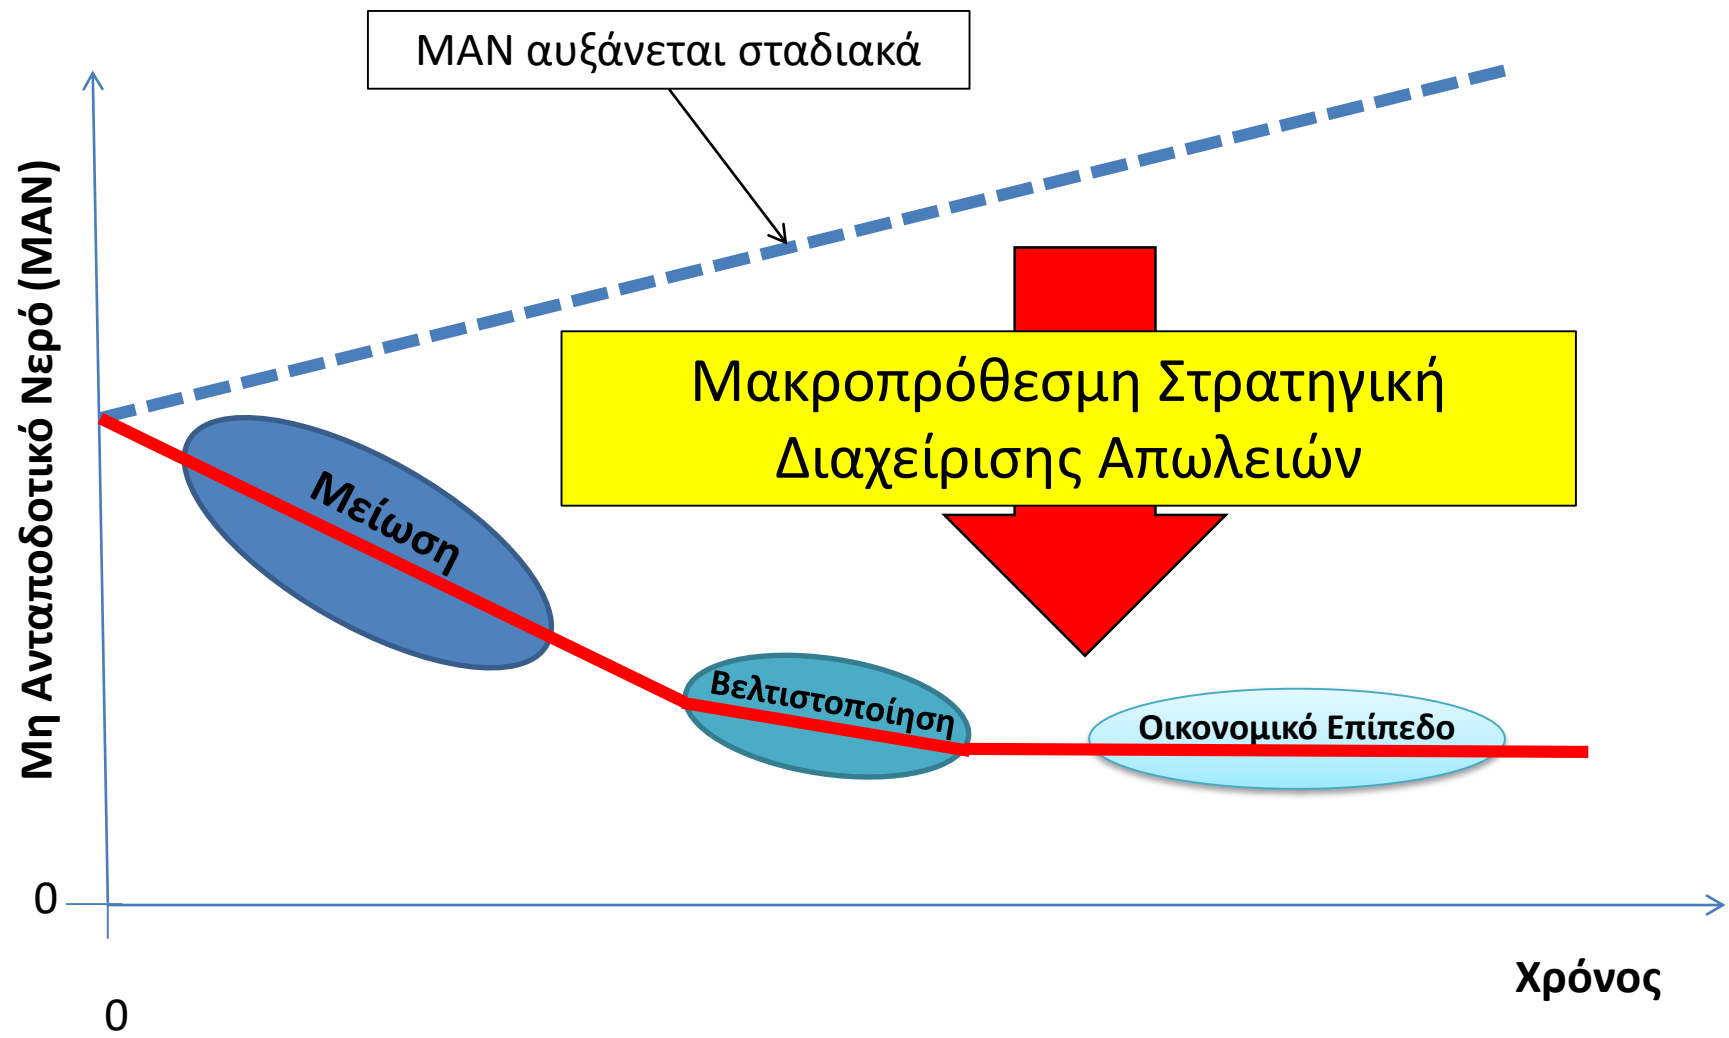 ΜΑΝ αυξάνεται σταδιακά
Μη Ανταποδοτικό Νερό (ΜΑΝ)
Μακροπρόθεσμη Στρατηγική
Διαχείρισης Απωλειών
Μείωση
Βελτιστοποίηση
Οικονομικό Επίπεδο
0
Χρόνος
0